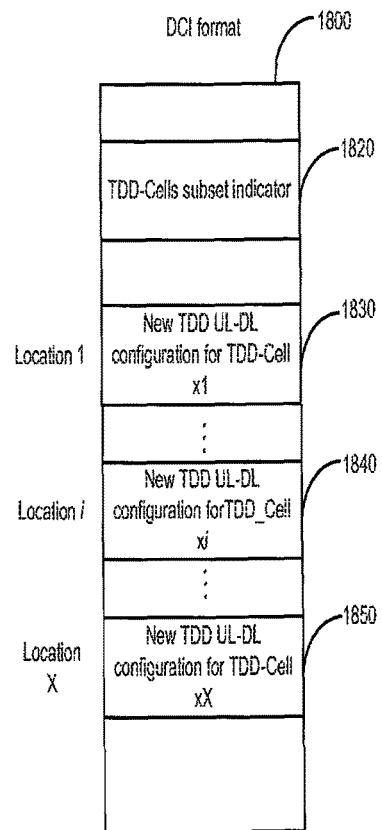 DCI format
1800
1820
TDD-Cells subset indicator
1830
Location 1
New TDD UL-DL
configuration for TDD-Cell
x1
1840
Location i
New TDD UL-DL
configuration forTDD_Cell
xi
1850
Location
X
New TDD UL-DL
configuration for TDD-Cell
xX